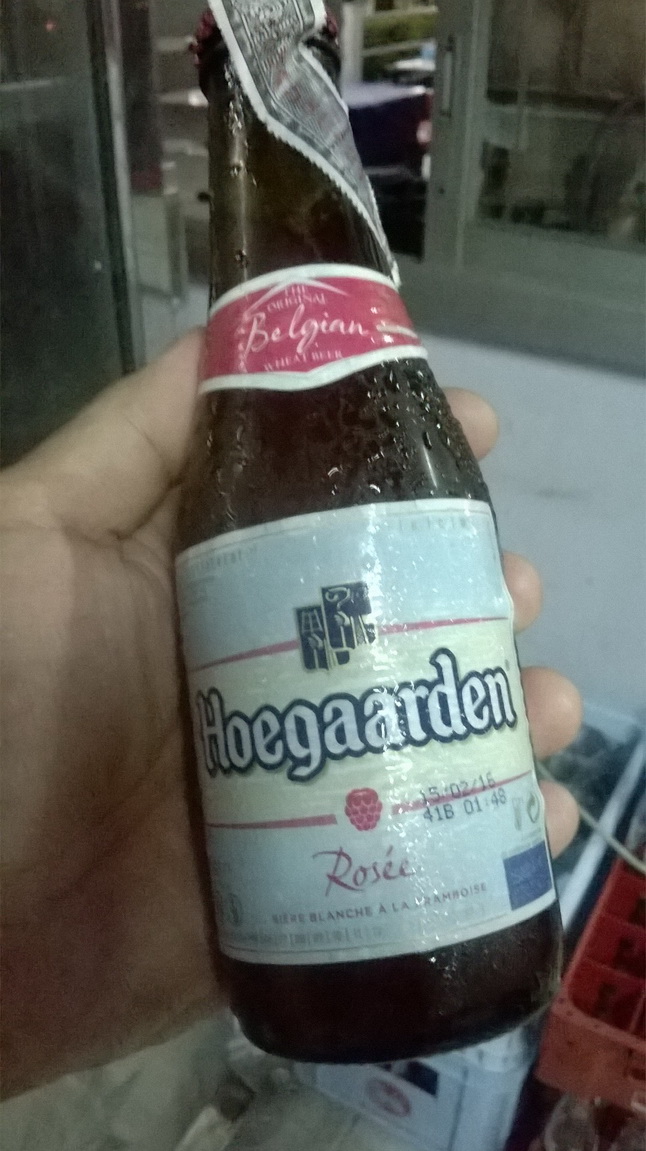 THE
ORIGINAL
Belgian
WHEAT BEER
Hoegaarden
15:02/16
41B 01:48
Rosée
BIÈRE BLANCHE À LA FRAMBOISE